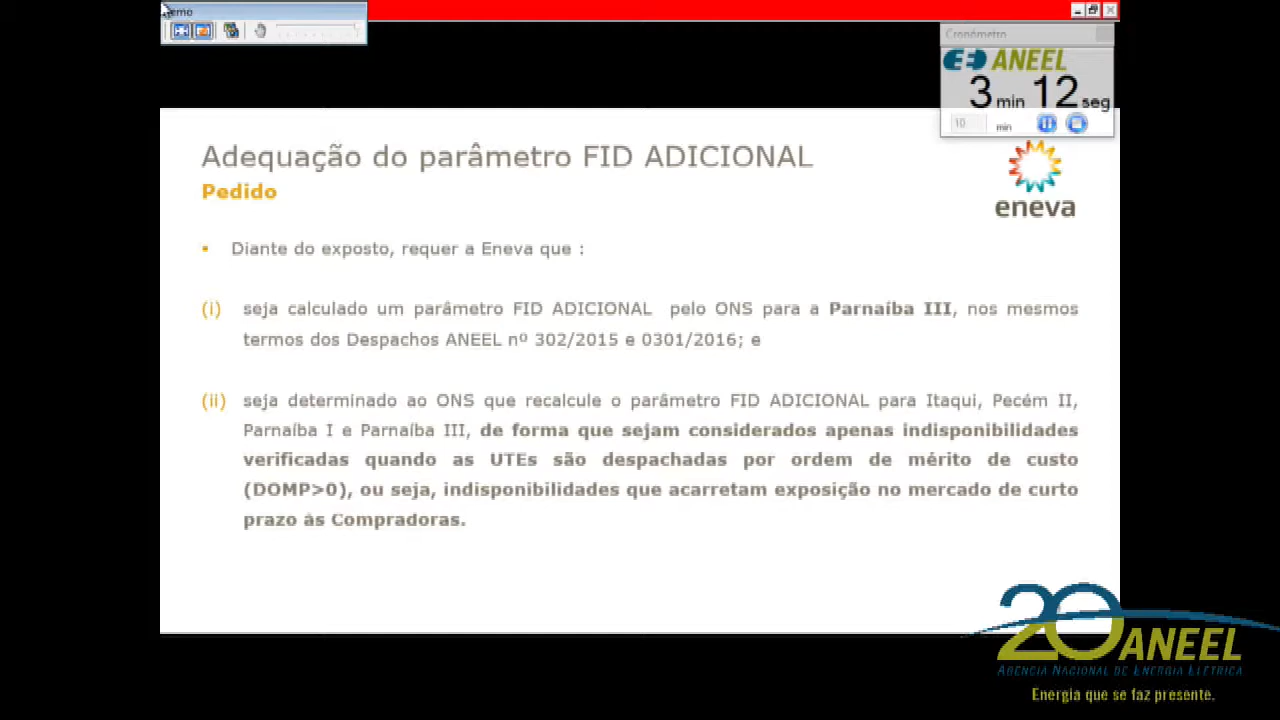 emo
Cronómetro
ANEEL
3 min 12 seg
10 min
Adequação do parâmetro FID ADICIONAL
Pedido
eneva
▪ Diante do exposto, requer a Eneva que :
(i) seja calculado um parâmetro FID ADICIONAL pelo ONS para a Parnaíba III, nos mesmos
termos dos Despachos ANEEL nº 302/2015 e 0301/2016; e
(ii) seja determinado ao ONS que recalcule o parâmetro FID ADICIONAL para Itaqui, Pecém II,
Parnaíba I e Parnaíba III, de forma que sejam considerados apenas indisponibilidades
verificadas quando as UTEs são despachadas por ordem de mérito de custo
(DOMP>0), ou seja, indisponibilidades que acarretam exposição no mercado de curto
prazo às Compradoras.
20 ANEEL
AGÊNCIA NACIONAL DE ENERGIA ELÉTRICA
Energia que se faz presente.